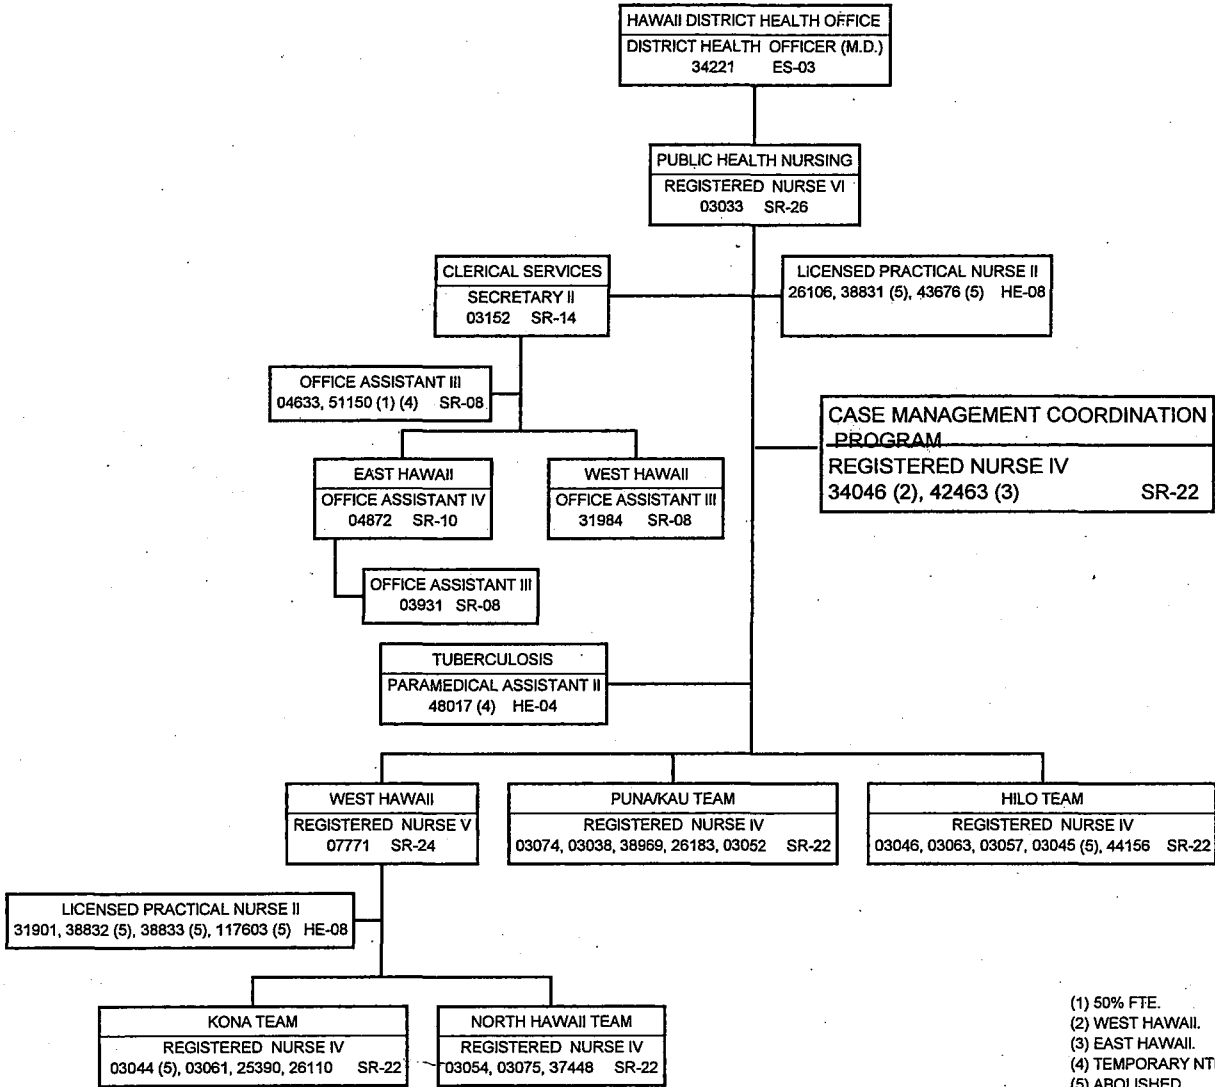 HAWAII DISTRICT HEALTH OFFICE
DISTRICT HEALTH OFFICER (M.D.)
34221 ES-03
PUBLIC HEALTH NURSING
REGISTERED NURSE VI
03033 SR-26
CLERICAL SERVICES
SECRETARY II
03152 SR-14
LICENSED PRACTICAL NURSE II
26106, 38831 (5), 43676 (5) HE-08
OFFICE ASSISTANT III
04633, 51150 (1) (4) SR-08
CASE MANAGEMENT COORDINATION
PROGRAM
REGISTERED NURSE IV
34046 (2), 42463 (3) SR-22
EAST HAWAII
OFFICE ASSISTANT IV
04872 SR-10
WEST HAWAII
OFFICE ASSISTANT III
31984 SR-08
OFFICE ASSISTANT III
03931 SR-08
TUBERCULOSIS
PARAMEDICAL ASSISTANT II
48017 (4) HE-04
WEST HAWAII
REGISTERED NURSE V
07771 SR-24
PUNA/KAU TEAM
REGISTERED NURSE IV
03074, 03038, 38969, 26183, 03052 SR-22
HILO TEAM
REGISTERED NURSE IV
03046, 03063, 03057, 03045 (5), 44156 SR-22
LICENSED PRACTICAL NURSE II
31901, 38832 (5), 38833 (5), 117603 (5) HE-08
KONA TEAM
REGISTERED NURSE IV
03044 (5), 03061, 25390, 26110 SR-22
NORTH HAWAII TEAM
REGISTERED NURSE IV
03054, 03075, 37448 SR-22
(1) 50% FTE.
(2) WEST HAWAII.
(3) EAST HAWAII.
(4) TEMPORARY
(5) ABOLISHED